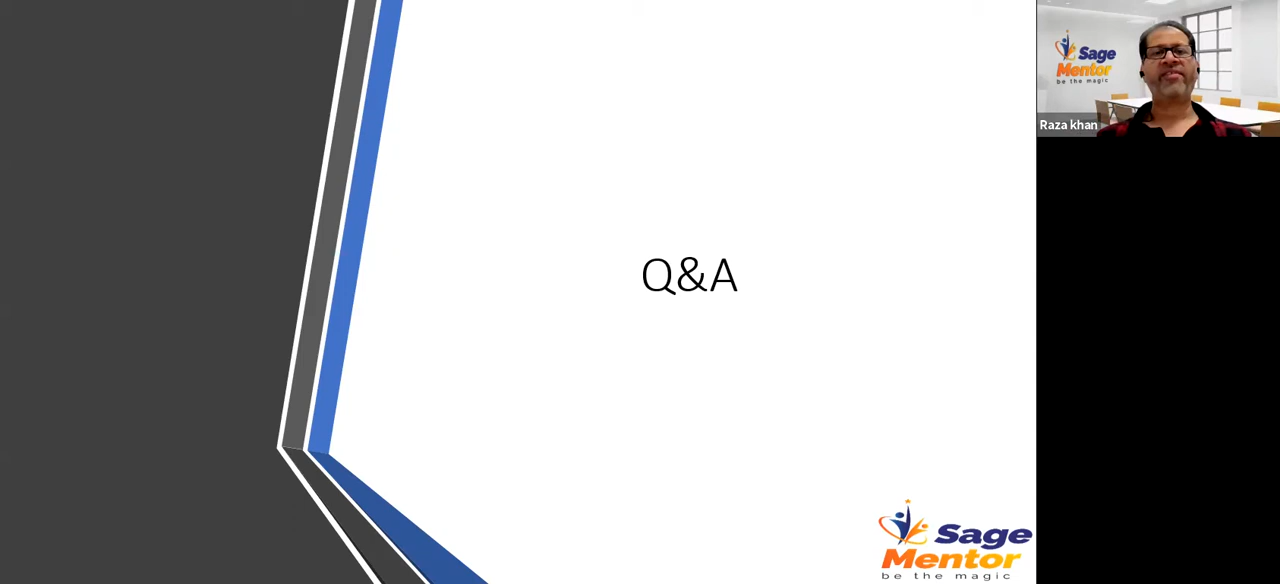 Q&A
Sage
Mentor
be the magic
Raza khan
Sage
Mentor
be the magic